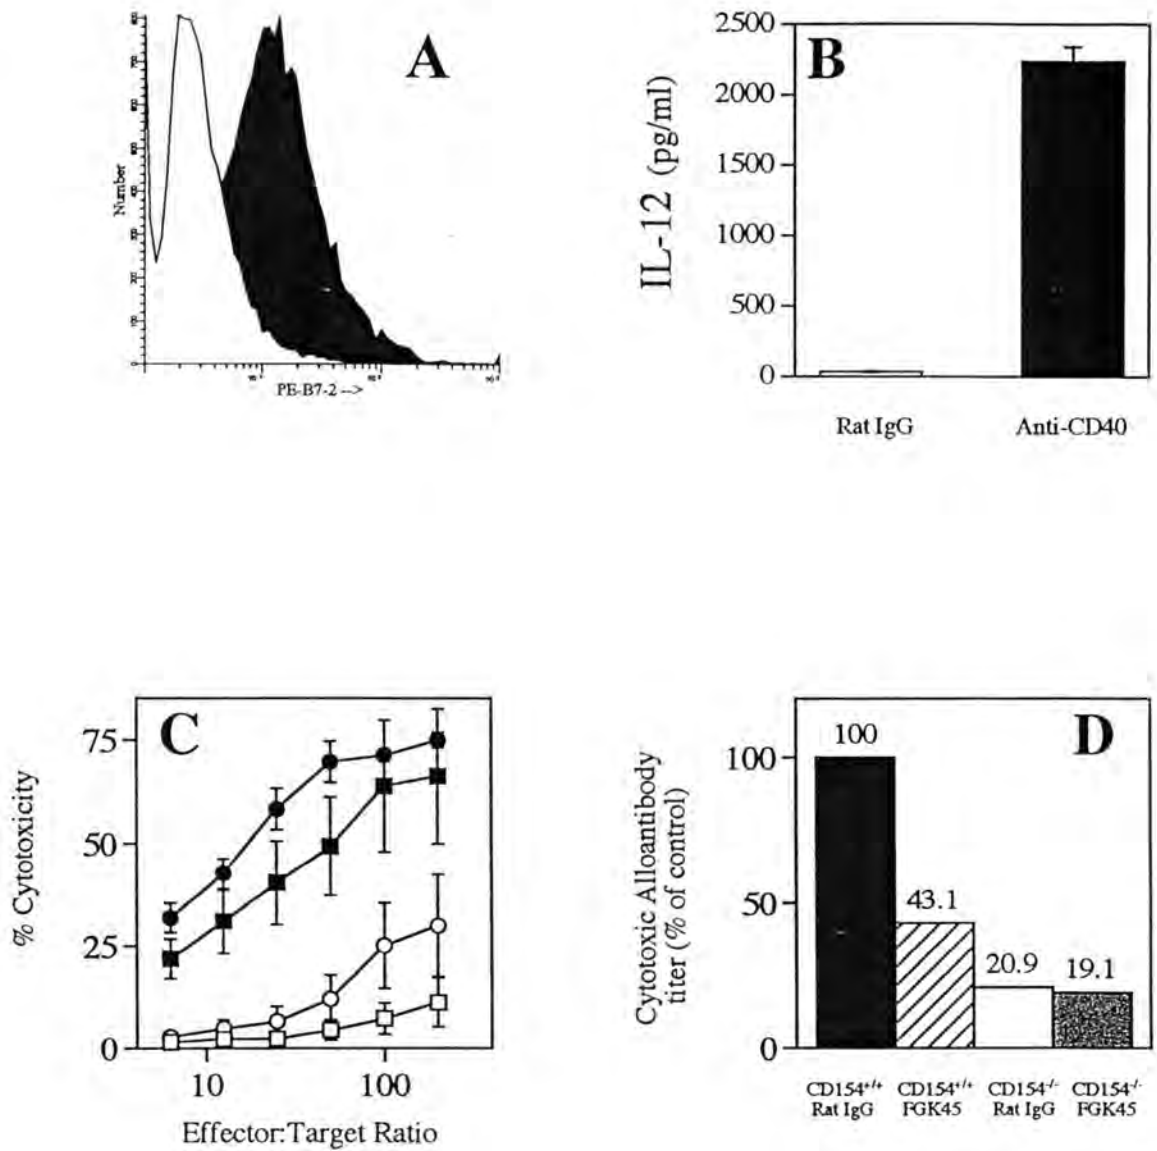 A
Number
PE-B7-2 -->
B
IL-12 (pg/ml)
2500
2000
1500
1000
500
0
Rat IgG
Anti-CD40
C
% Cytotoxicity
75
50
25
0
10
100
Effector:Target Ratio
D
Cytotoxic Alloantibody
titer (% of control)
100
50
0
100
43.1
20.9
19.1
CD154+/+
Rat IgG
CD154+/+
FGK45
CD154-/-
Rat IgG
CD154-/-
FGK45